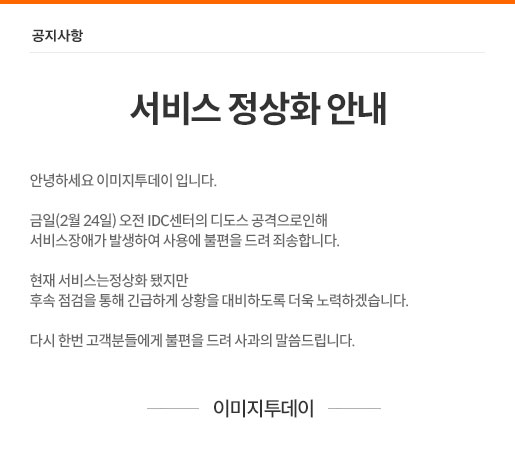 공지사항
서비스 정상화 안내
안녕하세요 이미지투데이 입니다.
금일(2월 24일) 오전 IDC센터의 디도스 공격으로인해
서비스장애가 발생하여 사용에 불편을 드려 죄송합니다.
현재 서비스는정상화 됐지만
후속 점검을 통해 긴급하게 상황을 대비하도록 더욱 노력하겠습니다.
다시 한번 고객분들에게 불편을 드려 사과의 말씀드립니다.
이미지투데이